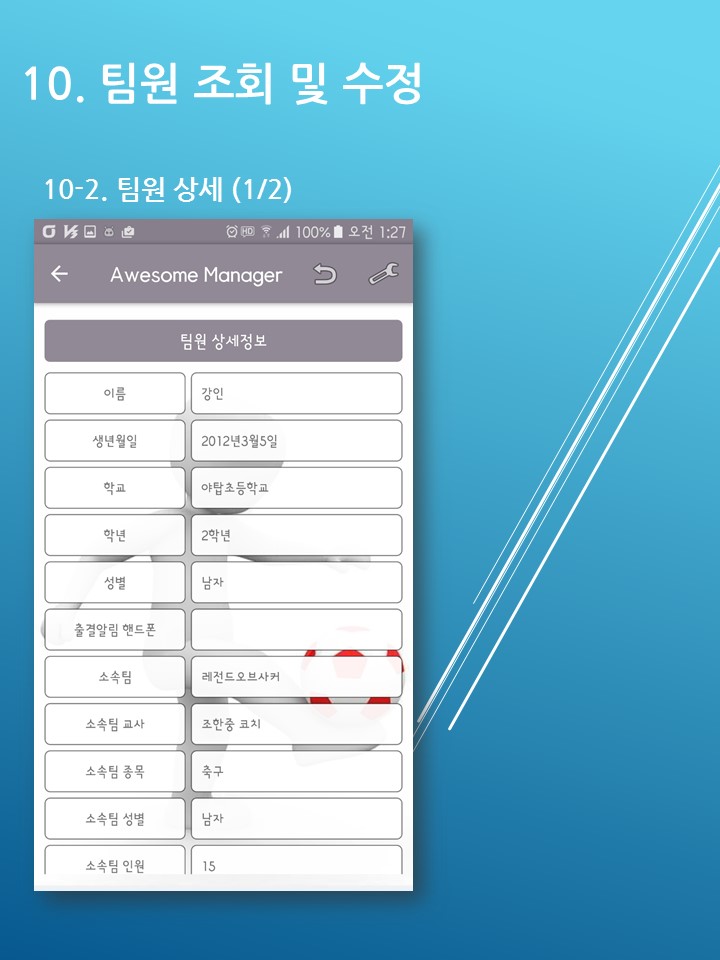 10. 팀원 조회 및 수정
10-2. 팀원 상세 (1/2)
HD 100% 오전 1:27
Awesome Manager
팀원 상세정보
이름 강인
생년월일 2012년3월5일
학교 야탑초등학교
학년 2학년
성별 남자
출결알림 핸드폰
소속팀 레전드오브사커
소속팀 교사 조한중 코치
소속팀 종목 축구
소속팀 성별 남자
소속팀 인원 15